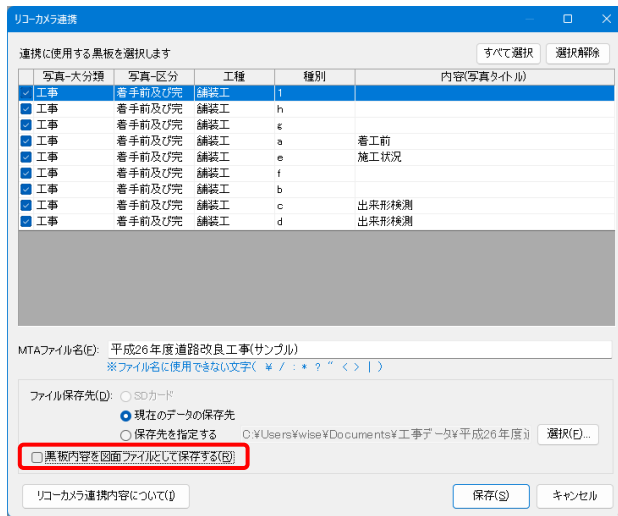 リコーカメラ連携
連携に使用する黒板を選択します すべて選択 選択解除
写真-大分類 写真-区分 工種 種別 内容(写真タイトル)
工事 着手前及び完 舗装工 1
工事 着手前及び完 舗装工 h
工事 着手前及び完 舗装工 g
工事 着手前及び完 舗装工 a 着工前
工事 着手前及び完 舗装工 e 施工状況
工事 着手前及び完 舗装工 f
工事 着手前及び完 舗装工 b
工事 着手前及び完 舗装工 c 出来形検測
工事 着手前及び完 舗装工 d 出来形検測
MTAファイル名(F): 平成26年度道路改良工事(サンプル)
※ファイル名に使用できない文字( ¥ / : * ? " < > | )
ファイル保存先(D): SDカード
現在のデータの保存先
保存先を指定する C:¥Users¥wise¥Documents¥工事データ¥平成26年度 選択(F)...
黒板内容を図面ファイルとして保存する(R)
リコーカメラ連携内容について(I) 保存(S) キャンセル